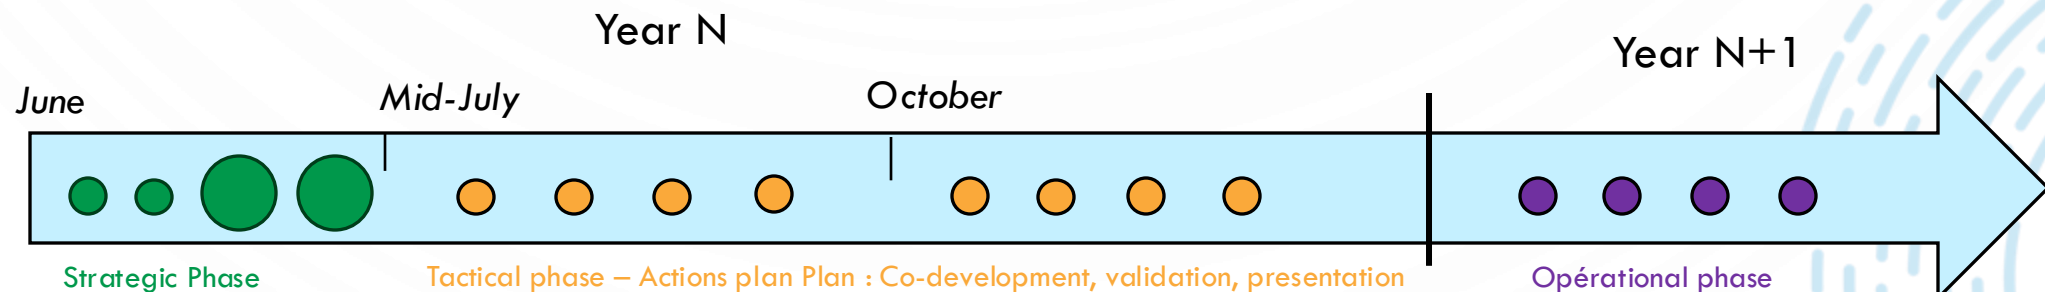 Year N
Year N+1
June
Mid-July
October
Strategic Phase
Tactical phase – Actions plan Plan : Co-development, validation, presentation
Opérational phase